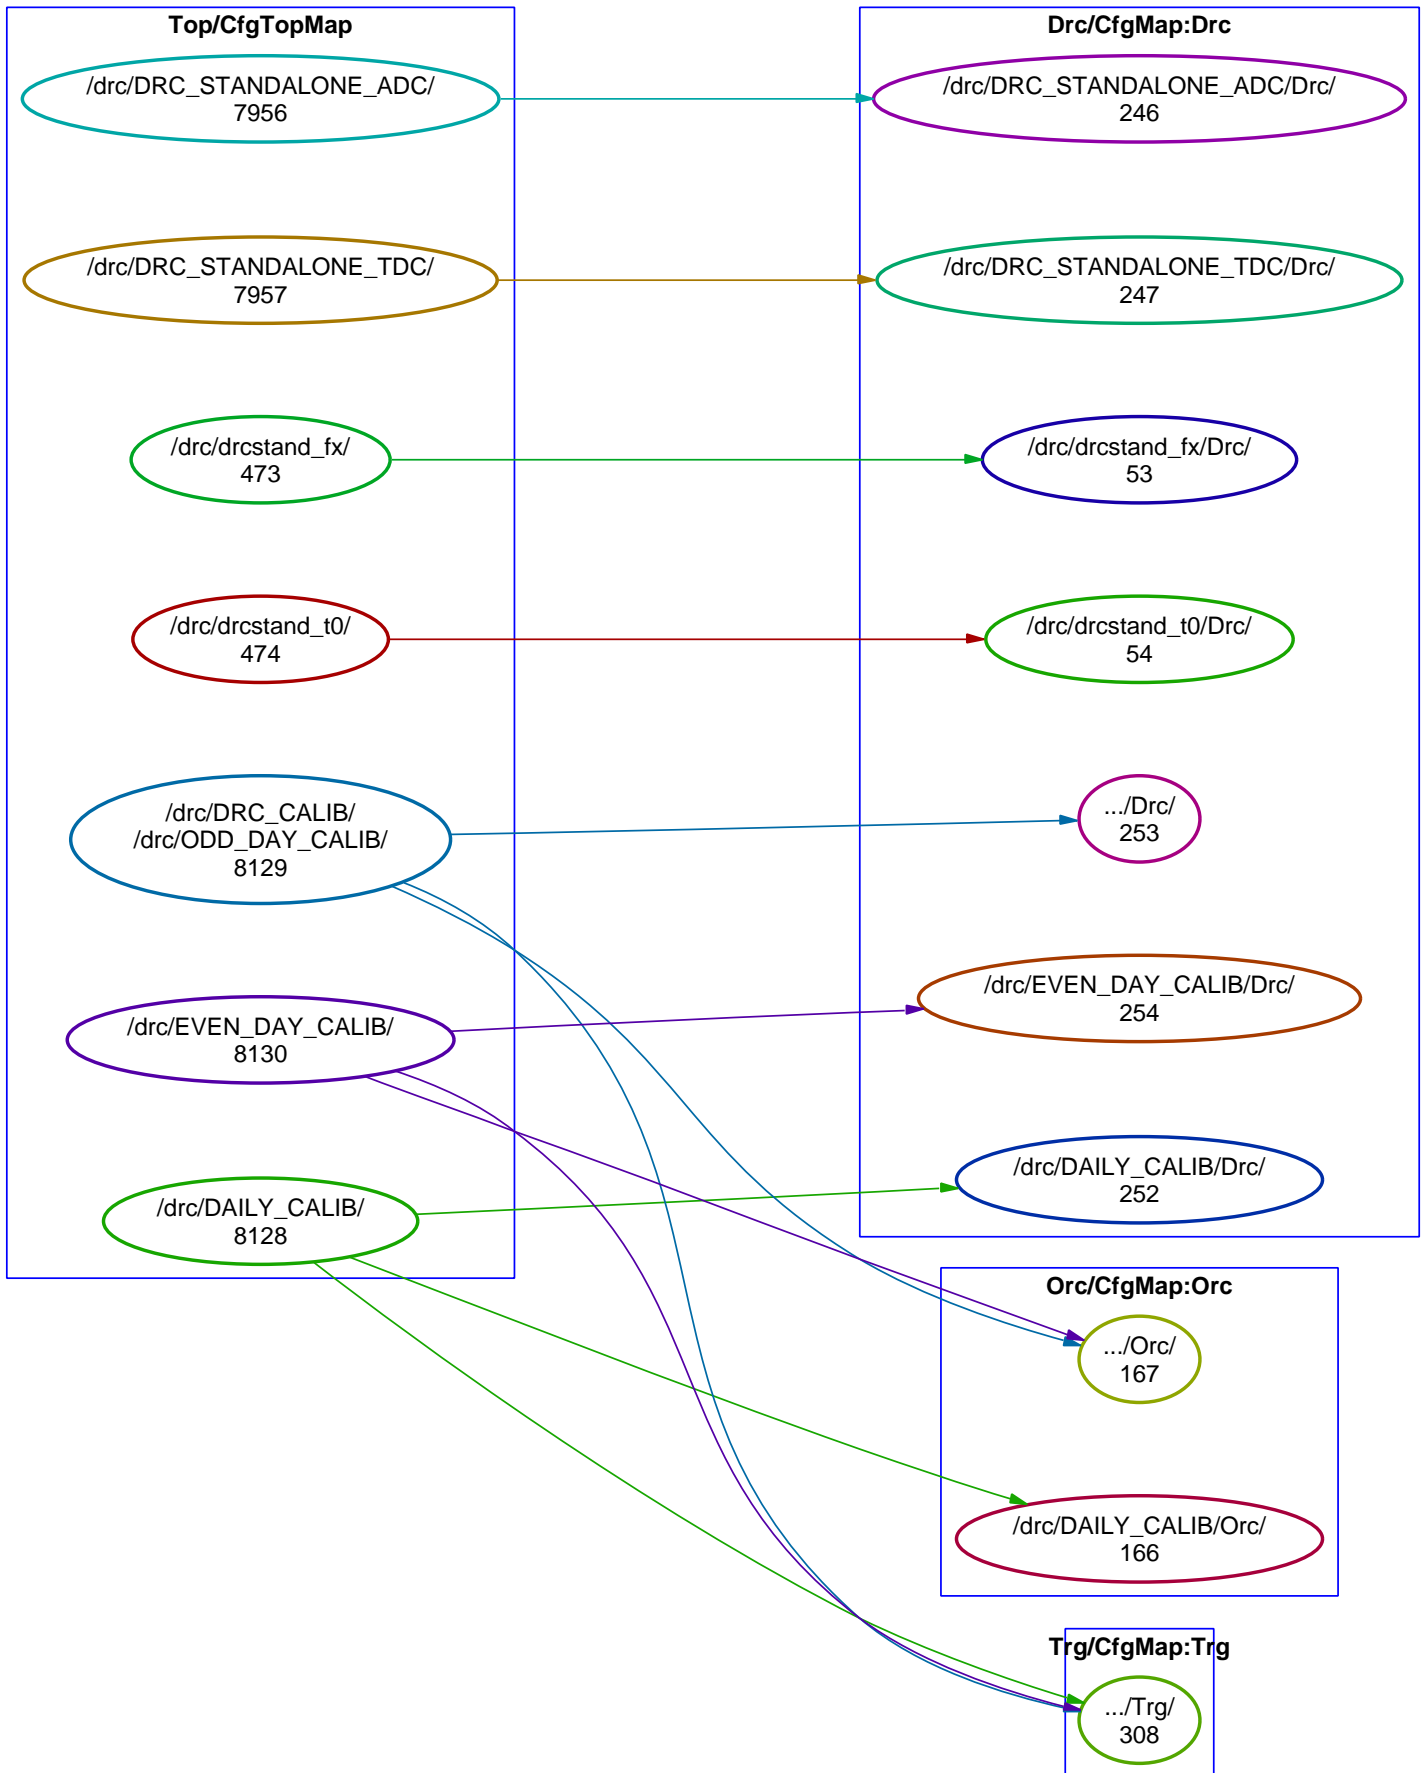 Top/CfgTopMap
/drc/DRC_STANDALONE_ADC/
7956
/drc/DRC_STANDALONE_TDC/
7957
/drc/drcstand_fx/
473
/drc/drcstand_t0/
474
/drc/DRC_CALIB/
/drc/ODD_DAY_CALIB/
8129
/drc/EVEN_DAY_CALIB/
8130
/drc/DAILY_CALIB/
8128
Drc/CfgMap:Drc
/drc/DRC_STANDALONE_ADC/Drc/
246
/drc/DRC_STANDALONE_TDC/Drc/
247
/drc/drcstand_fx/Drc/
53
/drc/drcstand_t0/Drc/
54
.../Drc/
253
/drc/EVEN_DAY_CALIB/Drc/
254
/drc/DAILY_CALIB/Drc/
252
Orc/CfgMap:Orc
.../Orc/
167
/drc/DAILY_CALIB/Orc/
166
Trg/CfgMap:Trg
.../Trg/
308